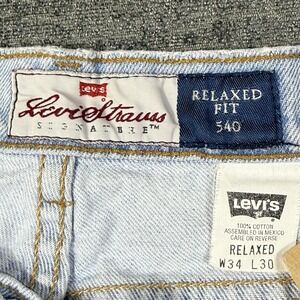 Levi's
Levi Strauss
SIGNATURE™
RELAXED
FIT
540
LEVI'S
100% COTTON
ASSEMBLED IN MEXICO
CARE ON REVERSE
RELAXED
W34 L30